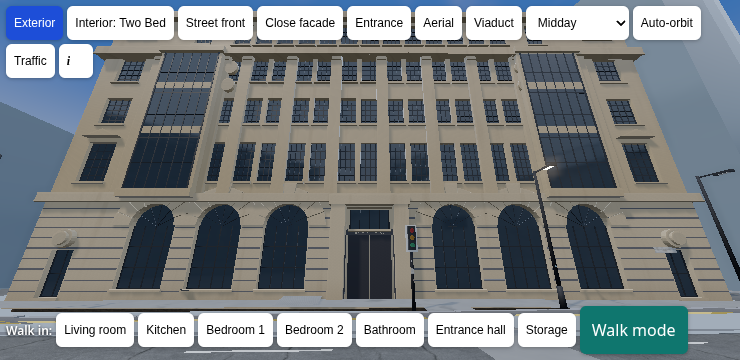 Exterior
Interior: Two Bed
Street front
Close facade
Entrance
Aerial
Viaduct
Midday
Auto-orbit
Traffic
i
Walk in:
Living room
Kitchen
Bedroom 1
Bedroom 2
Bathroom
Entrance hall
Storage
Walk mode